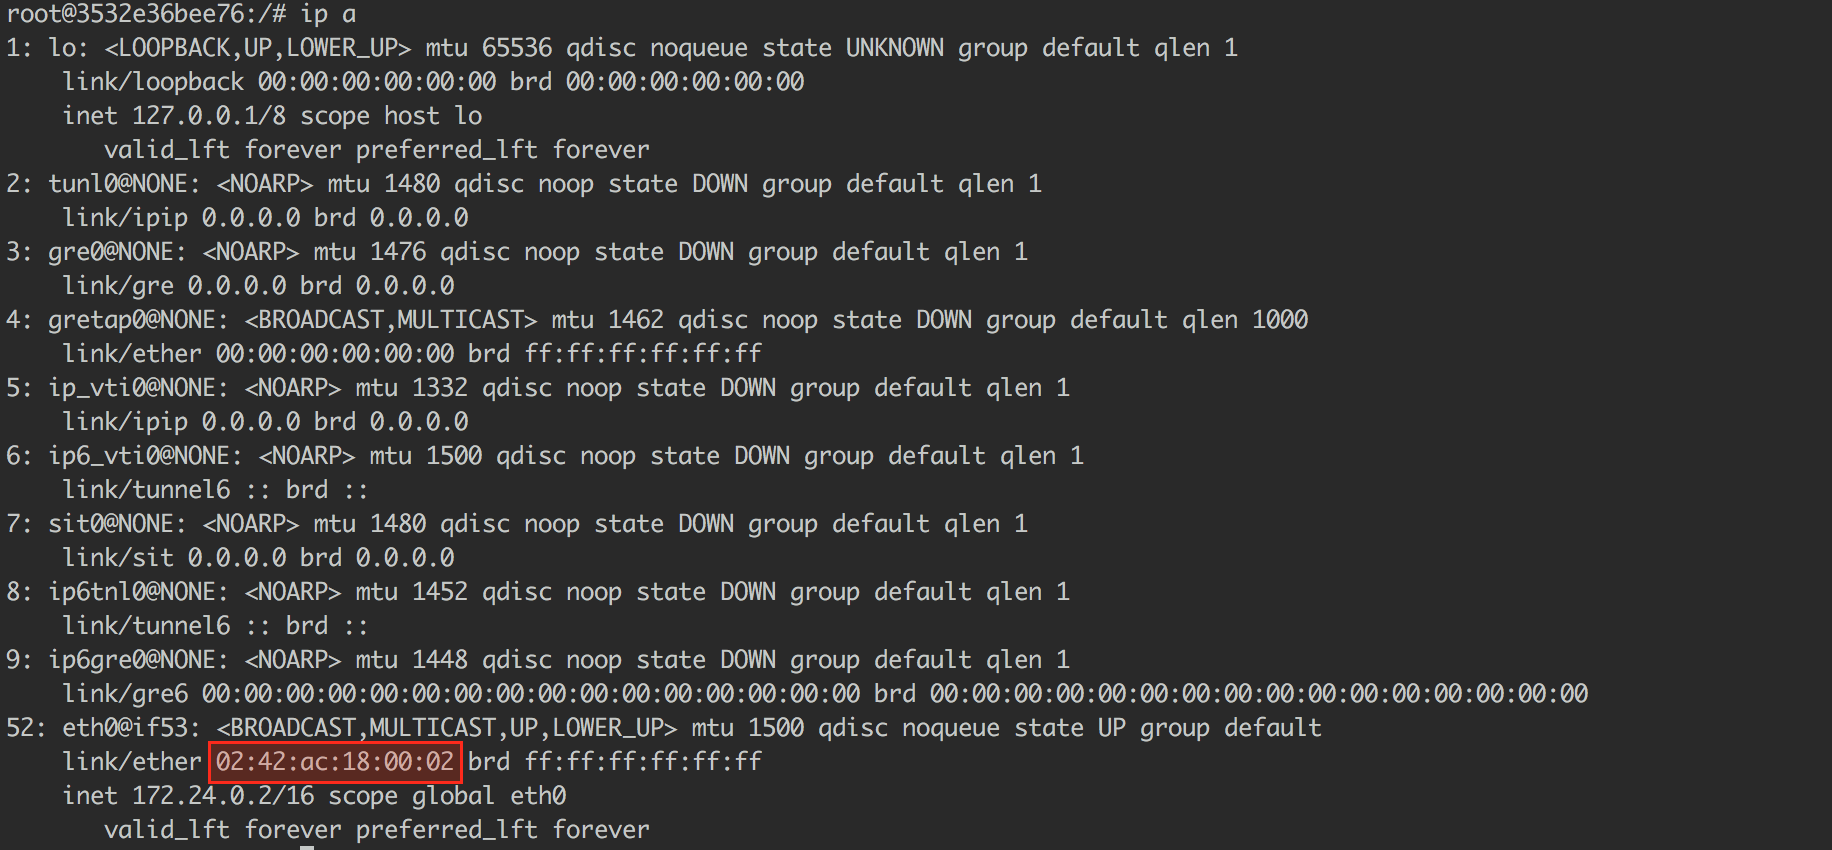 root@3532e36bee76:/# ip a
1: lo: <LOOPBACK,UP,LOWER_UP> mtu 65536 qdisc noqueue state UNKNOWN group default qlen 1
    link/loopback 00:00:00:00:00:00 brd 00:00:00:00:00:00
    inet 127.0.0.1/8 scope host lo
       valid_lft forever preferred_lft forever
2: tunl0@NONE: <NOARP> mtu 1480 qdisc noop state DOWN group default qlen 1
    link/ipip 0.0.0.0 brd 0.0.0.0
3: gre0@NONE: <NOARP> mtu 1476 qdisc noop state DOWN group default qlen 1
    link/gre 0.0.0.0 brd 0.0.0.0
4: gretap0@NONE: <BROADCAST,MULTICAST> mtu 1462 qdisc noop state DOWN group default qlen 1000
    link/ether 00:00:00:00:00:00 brd ff:ff:ff:ff:ff:ff
5: ip_vti0@NONE: <NOARP> mtu 1332 qdisc noop state DOWN group default qlen 1
    link/ipip 0.0.0.0 brd 0.0.0.0
6: ip6_vti0@NONE: <NOARP> mtu 1500 qdisc noop state DOWN group default qlen 1
    link/tunnel6 :: brd ::
7: sit0@NONE: <NOARP> mtu 1480 qdisc noop state DOWN group default qlen 1
    link/sit 0.0.0.0 brd 0.0.0.0
8: ip6tnl0@NONE: <NOARP> mtu 1452 qdisc noop state DOWN group default qlen 1
    link/tunnel6 :: brd ::
9: ip6gre0@NONE: <NOARP> mtu 1448 qdisc noop state DOWN group default qlen 1
    link/gre6 00:00:00:00:00:00:00:00:00:00:00:00:00:00:00:00 brd 00:00:00:00:00:00:00:00:00:00:00:00:00:00:00:00
52: eth0@if53: <BROADCAST,MULTICAST,UP,LOWER_UP> mtu 1500 qdisc noqueue state UP group default
    link/ether 02:42:ac:18:00:02 brd ff:ff:ff:ff:ff:ff
    inet 172.24.0.2/16 scope global eth0
       valid_lft forever preferred_lft forever